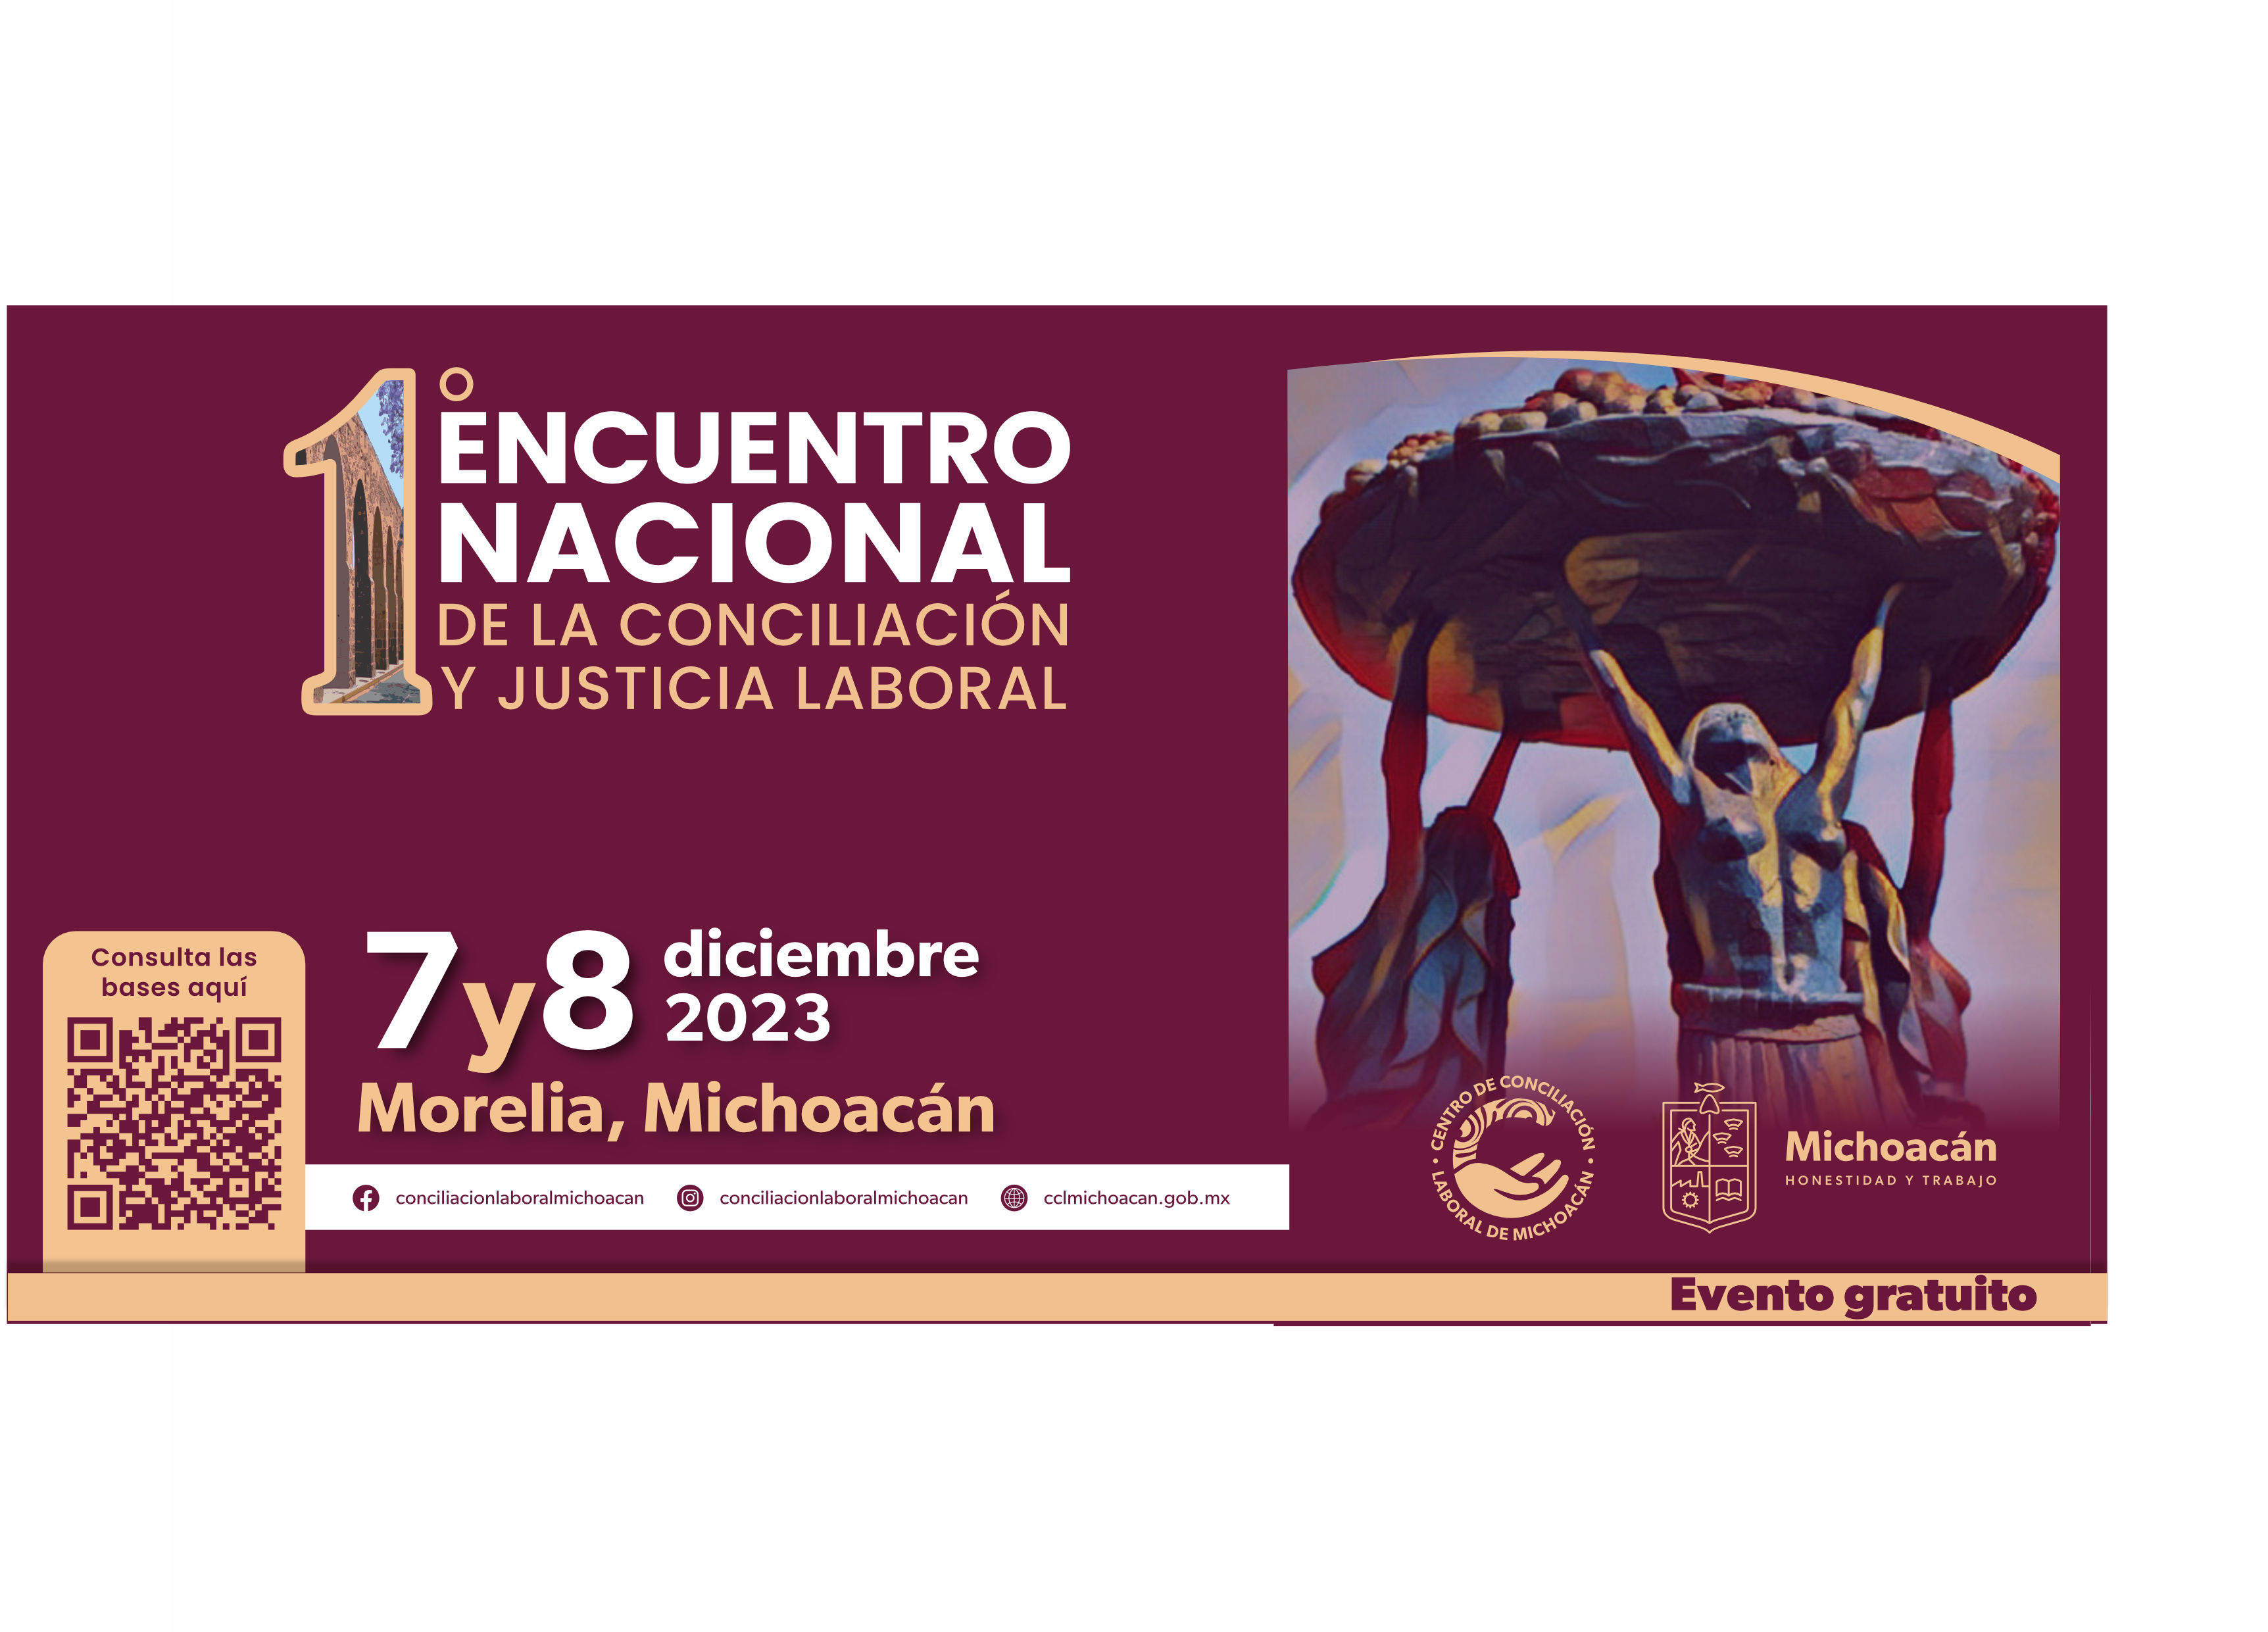 1°
ENCUENTRO
NACIONAL
DE LA CONCILIACIÓN
Y JUSTICIA LABORAL
7y8 diciembre
2023
Morelia, Michoacán
Consulta las
bases aquí
conciliacionlaboralmichoacan
conciliacionlaboralmichoacan
cclmichoacan.gob.mx
CENTRO DE CONCILIACIÓN
LABORAL DE MICHOACÁN
Michoacán
HONESTIDAD Y TRABAJO
Evento gratuito